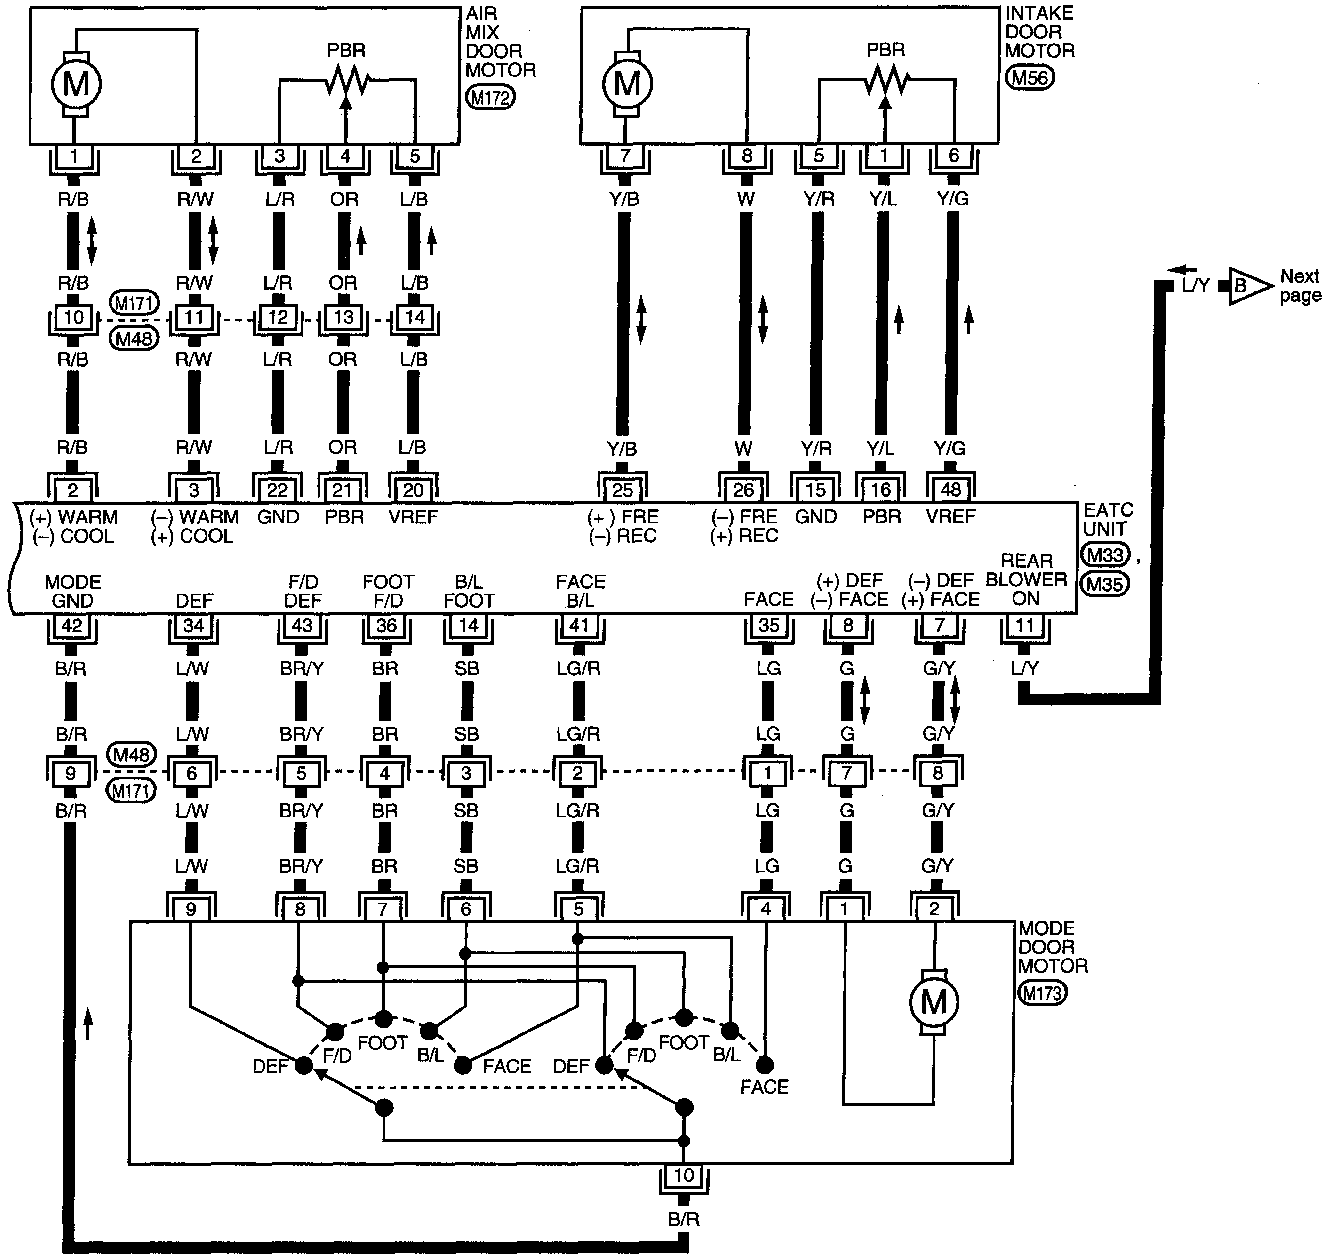 AIR
MIX
DOOR
MOTOR
M172
INTAKE
DOOR
MOTOR
M56
M
PBR
M
PBR
1 2 3 4 5 7 8 5 1 6
R/B R/W L/R OR L/B Y/B W Y/R Y/L Y/G
R/B R/W L/R OR L/B
L/Y B Next
page
M171
10 11 12 13 14
M48
R/B R/W L/R OR L/B
R/B R/W L/R OR L/B Y/B W Y/R Y/L Y/G
2 3 22 21 20 25 26 15 16 48
(+) WARM (–) WARM GND PBR VREF (+) FRE (–) FRE GND PBR VREF
(–) COOL (+) COOL (–) REC (+) REC
EATC
UNIT
M33 ,
M35
MODE F/D FOOT B/L FACE (+) DEF (–) DEF REAR
GND DEF DEF F/D FOOT B/L FACE (–) FACE (+) FACE BLOWER
ON
42 34 43 36 14 41 35 8 7 11
B/R L/W BR/Y BR SB LG/R LG G G/Y L/Y
B/R L/W BR/Y BR SB LG/R LG G G/Y
M48
9 6 5 4 3 2 1 7 8
M171
B/R L/W BR/Y BR SB LG/R LG G G/Y
L/W BR/Y BR SB LG/R LG G G/Y
9 8 7 6 5 4 1 2
MODE
DOOR
MOTOR
M173
M
DEF F/D FOOT B/L FACE DEF F/D FOOT B/L FACE
10
B/R